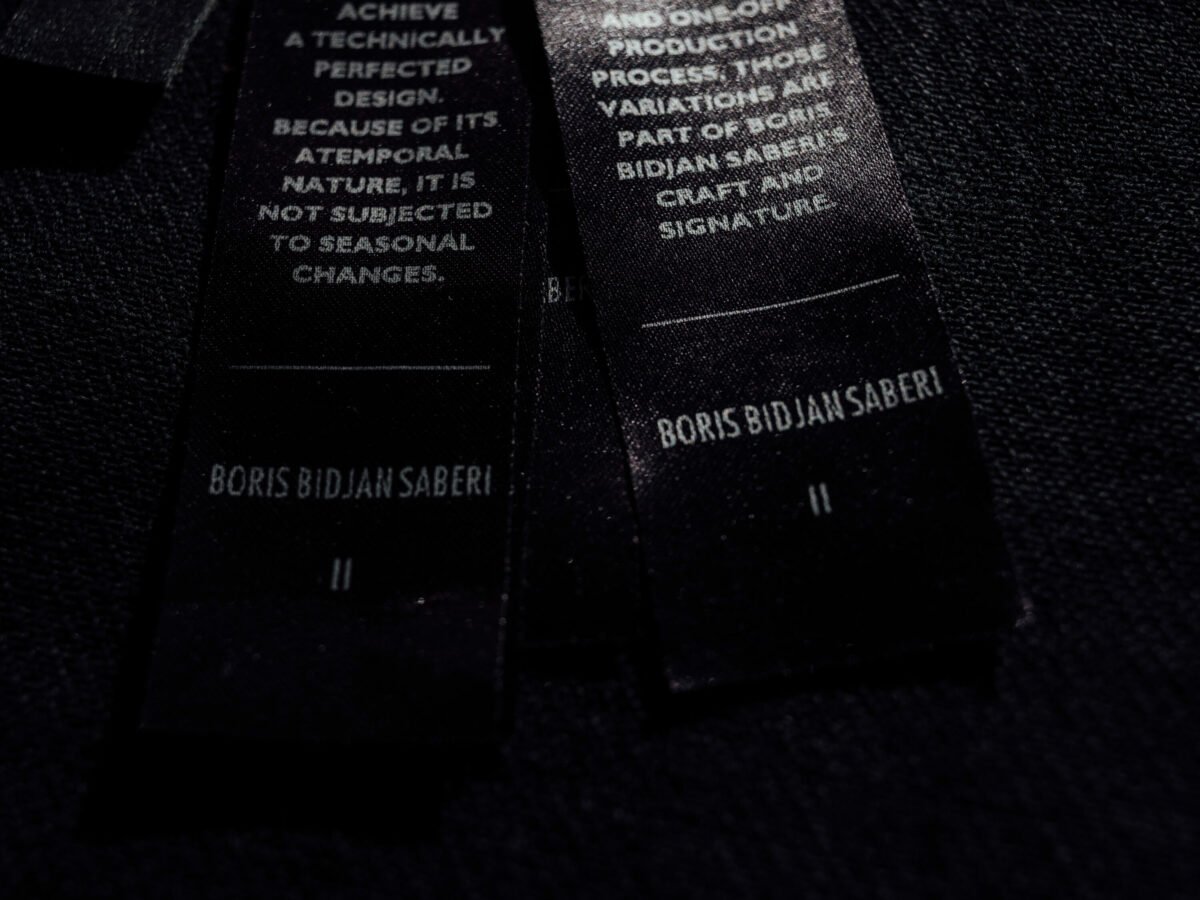 ACHIEVE
A TECHNICALLY
PERFECTED
DESIGN.
BECAUSE OF ITS
ATEMPORAL
NATURE, IT IS
NOT SUBJECTED
TO SEASONAL
CHANGES.
BORIS BIDJAN SABERI
II
BE
AND ONE-OFF
PRODUCTION
PROCESS. THOSE
VARIATIONS ARE
PART OF BORIS
BIDJAN SABERI'S
CRAFT AND
SIGNATURE.
BORIS BIDJAN SABERI
II